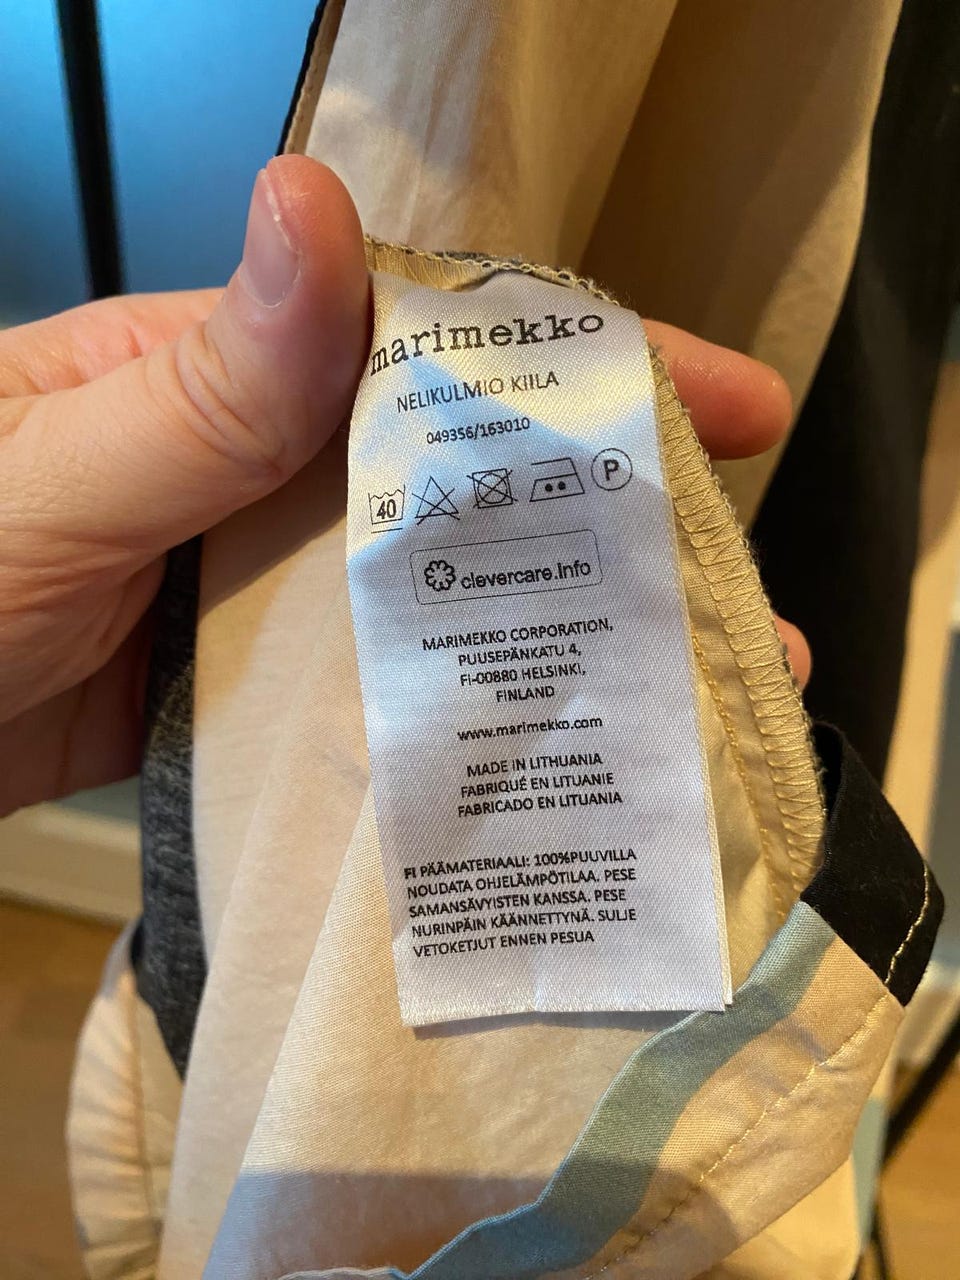 marimekko
NELIKULMIO KIILA
049356/163010
40 P
clevercare.info
MARIMEKKO CORPORATION,
PUUSEPÄNKATU 4,
FI-00880 HELSINKI,
FINLAND
www.marimekko.com
MADE IN LITHUANIA
FABRIQUÉ EN LITUANIE
FABRICADO EN LITUANIA
FI PÄÄMATERIAALI: 100%PUUVILLA
NOUDATA OHJELÄMPÖTILAA. PESE
SAMANSÄVYISTEN KANSSA. PESE
NURINPÄIN KÄÄNNETTYNÄ. SULJE
VETOKETJUT ENNEN PESUA